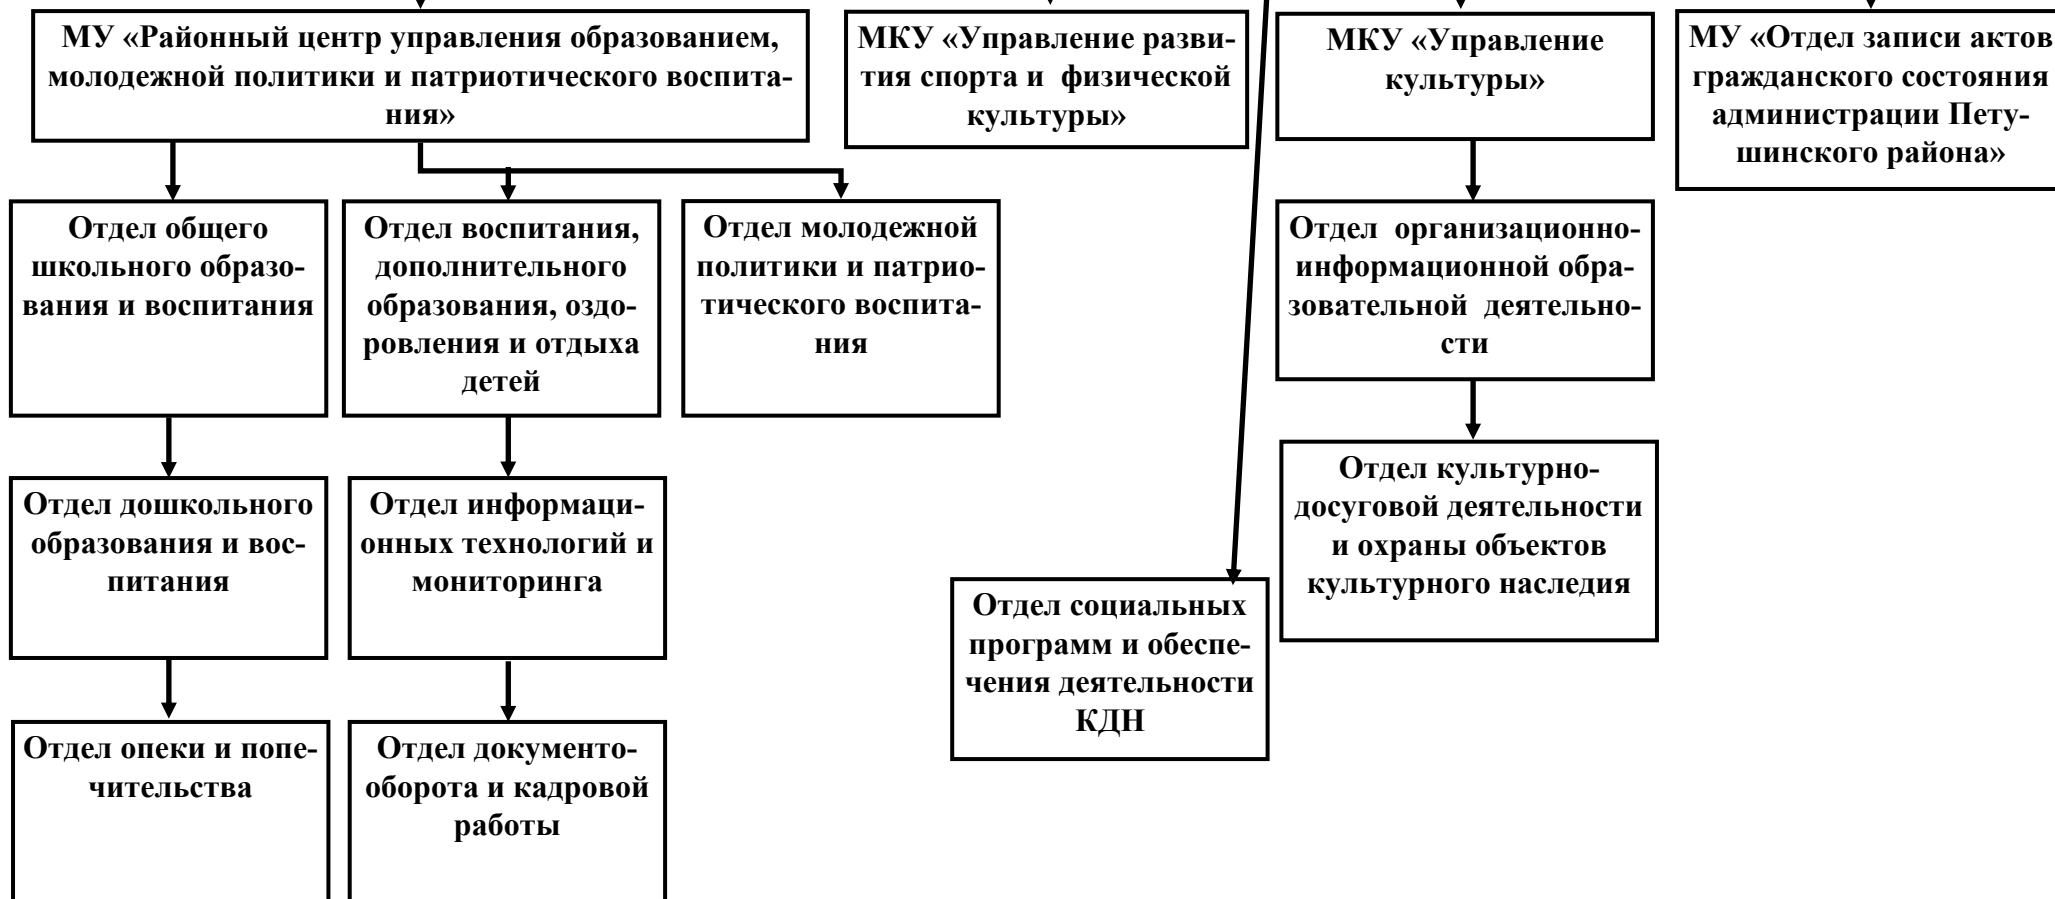 МУ «Районный центр управления образованием,
молодежной политики и патриотического воспита-
ния»
МКУ «Управление разви-
тия спорта и физической
культуры»
МКУ «Управление
культуры»
МУ «Отдел записи актов
гражданского состояния
администрации Пету-
шинского района»
Отдел общего
школьного образо-
вания и воспитания
Отдел воспитания,
дополнительного
образования, оздо-
ровления и отдыха
детей
Отдел молодежной
политики и патрио-
тического воспита-
ния
Отдел организационно-
информационной обра-
зовательной деятельно-
сти
Отдел дошкольного
образования и вос-
питания
Отдел информаци-
онных технологий и
мониторинга
Отдел культурно-
досуговой деятельности
и охраны объектов
культурного наследия
Отдел социальных
программ и обеспе-
чения деятельности
КДН
Отдел опеки и попе-
чительства
Отдел документо-
оборота и кадровой
работы